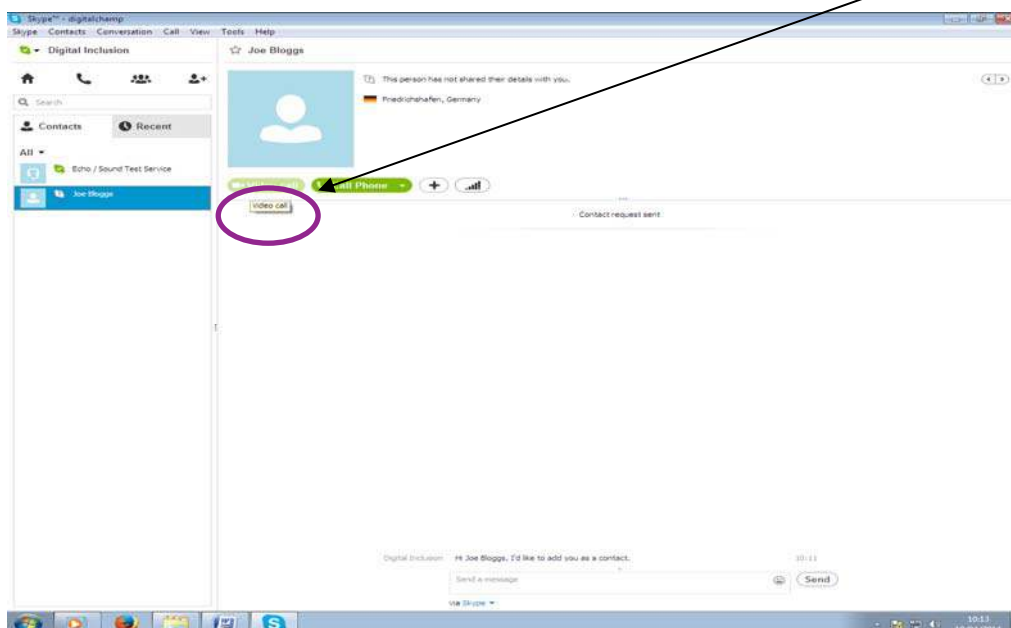 Skype™ - digitalchamp
Skype Contacts Conversation Call View Tools Help
Digital Inclusion
Joe Bloggs
This person has not shared their details with you.
Friedrichshafen, Germany
Search
Contacts
Recent
All
Echo / Sound Test Service
Joe Bloggs
Call Phone
Video call
Contact request sent
Digital Inclusion
Hi Joe Bloggs, I'd like to add you as a contact.
10:11
Send a message
Send
via Skype
10:13